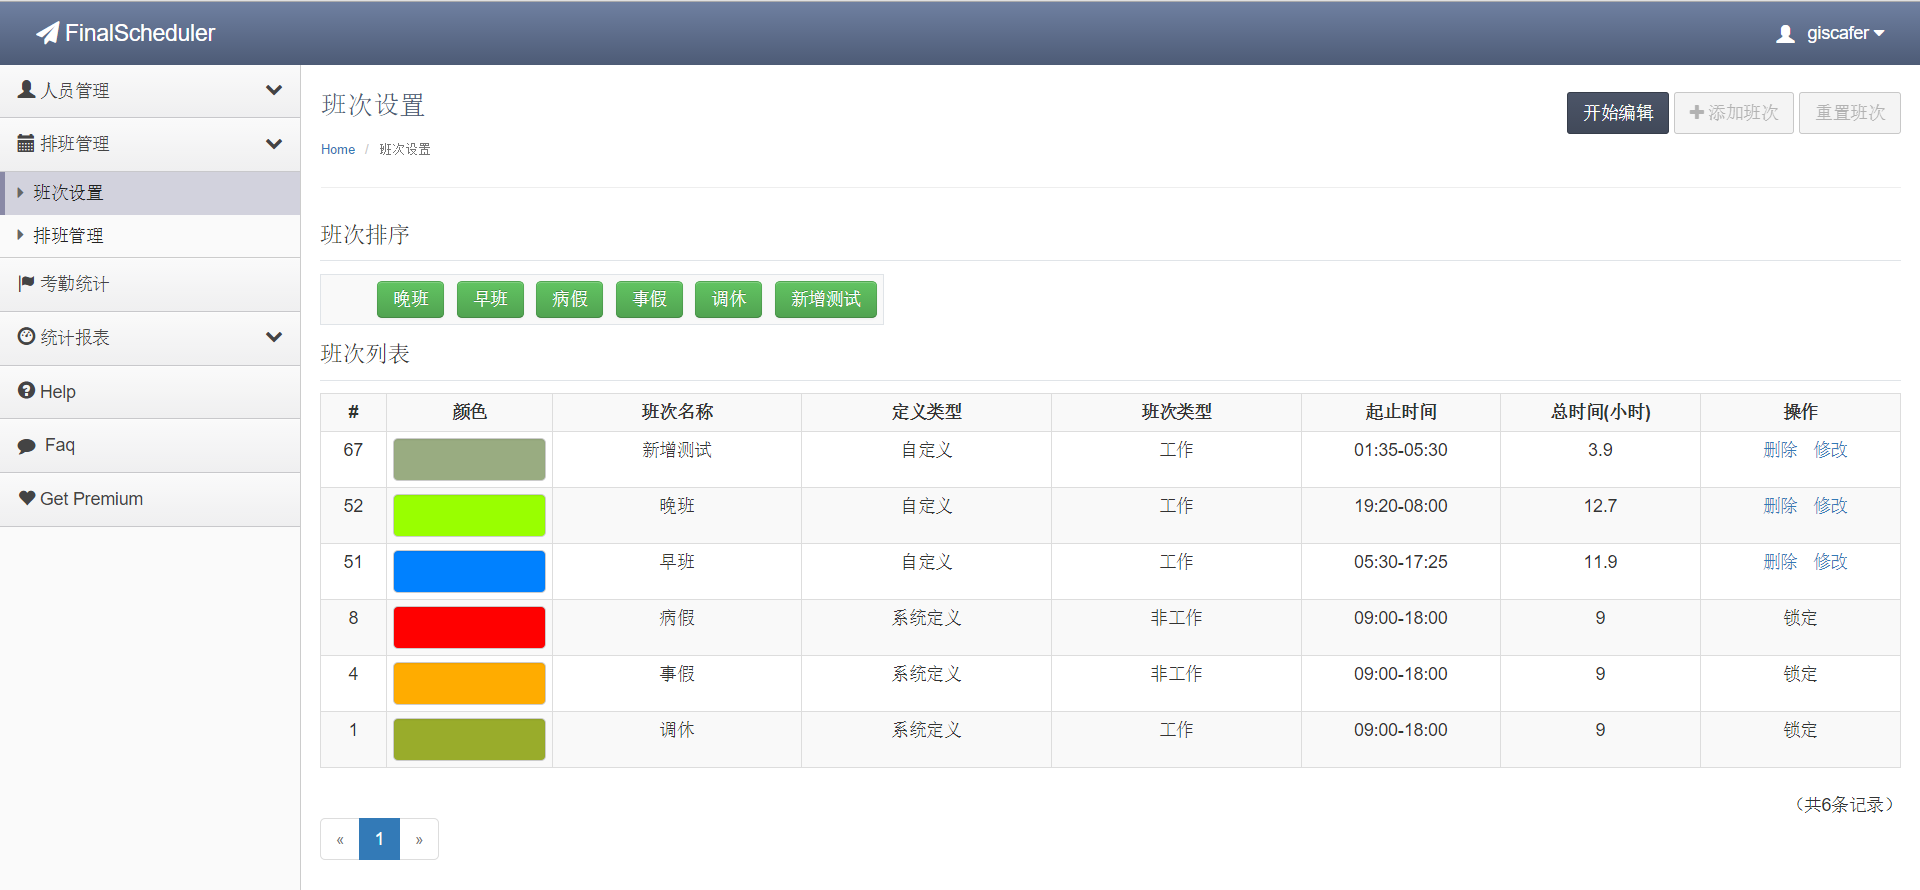 FinalScheduler
giscafer
人员管理
排班管理
班次设置
排班管理
考勤统计
统计报表
Help
Faq
Get Premium
班次设置
开始编辑 添加班次 重置班次
Home / 班次设置
班次排序
晚班 早班 病假 事假 调休 新增测试
班次列表
# 颜色 班次名称 定义类型 班次类型 起止时间 总时间(小时) 操作
67 新增测试 自定义 工作 01:35-05:30 3.9 删除 修改
52 晚班 自定义 工作 19:20-08:00 12.7 删除 修改
51 早班 自定义 工作 05:30-17:25 11.9 删除 修改
8 病假 系统定义 非工作 09:00-18:00 9 锁定
4 事假 系统定义 非工作 09:00-18:00 9 锁定
1 调休 系统定义 工作 09:00-18:00 9 锁定
（共6条记录）
« 1 »